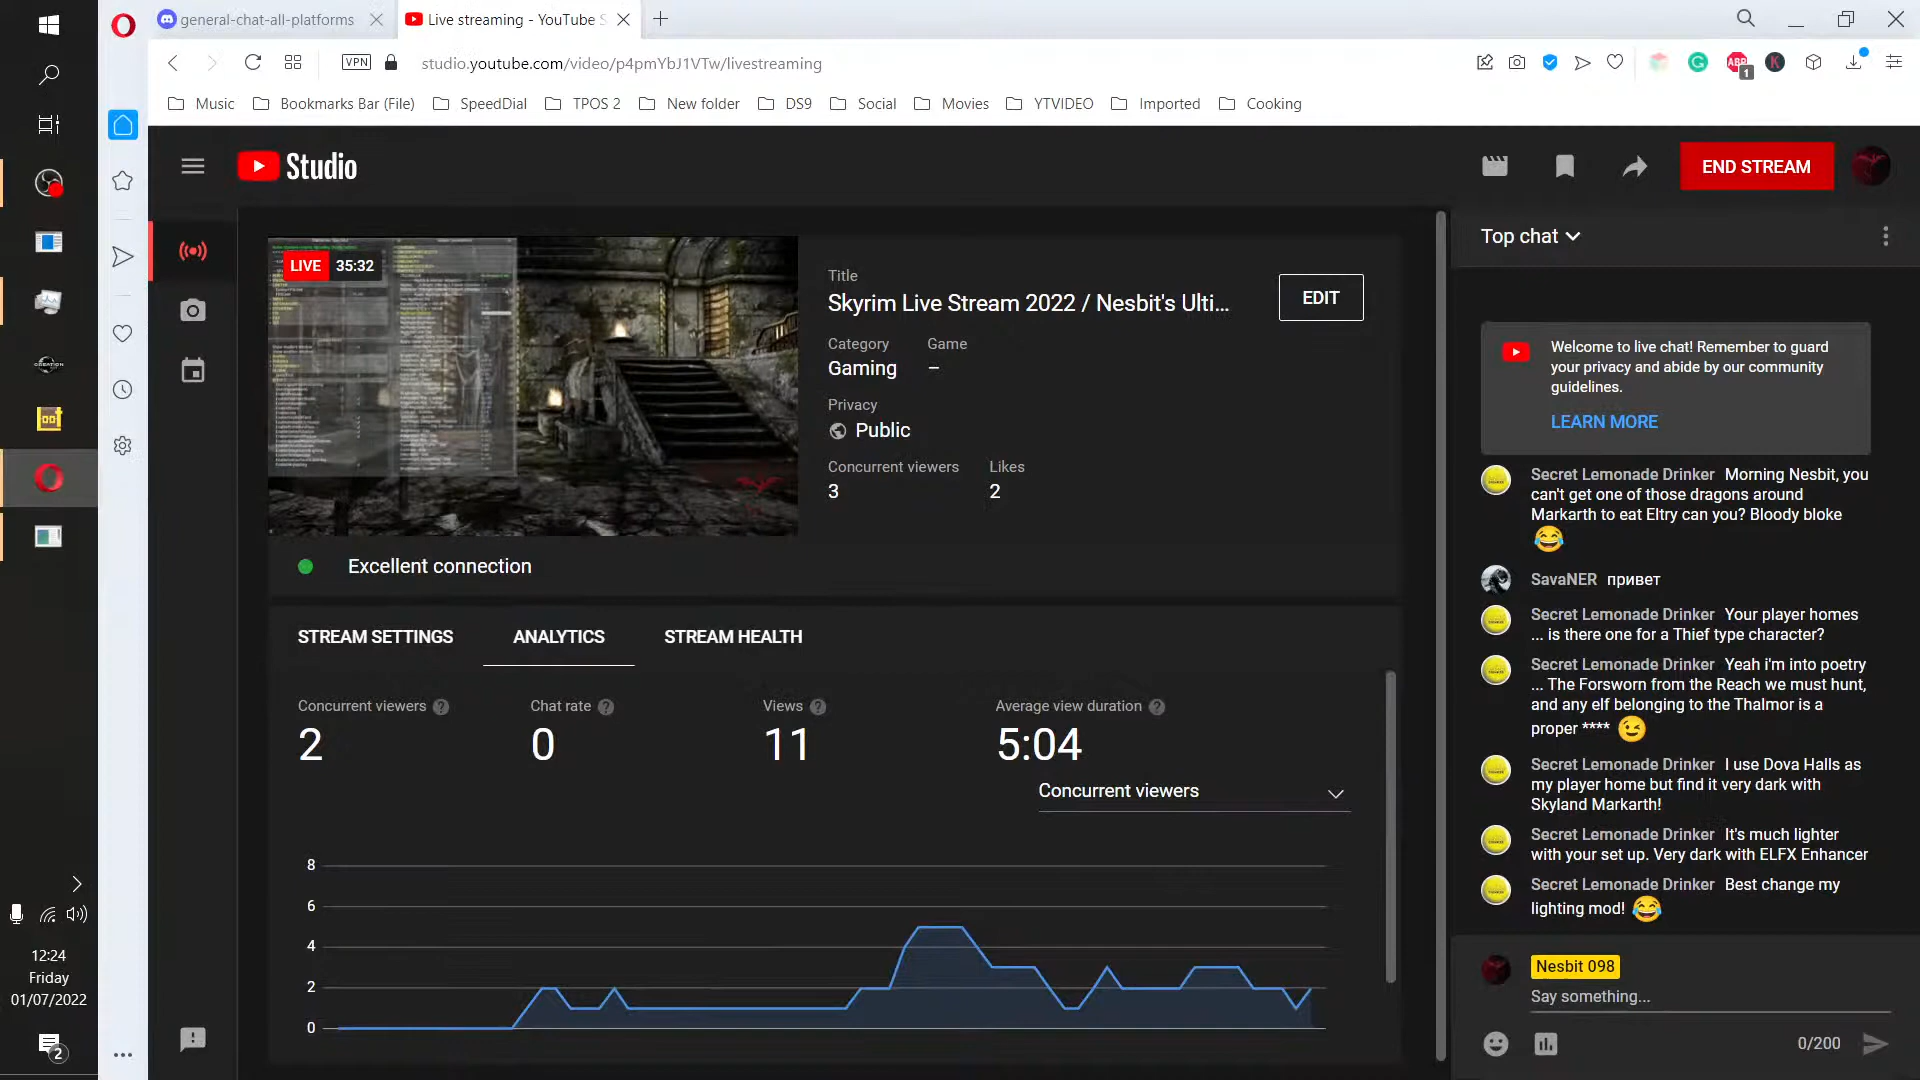 general-chat-all-platforms
Live streaming - YouTube S
VPN
studio.youtube.com/video/p4pmYbJ1VTw/livestreaming
ABP
1
K
Music
Bookmarks Bar (File)
SpeedDial
TPOS 2
New folder
DS9
Social
Movies
YTVIDEO
Imported
Cooking
Studio
END STREAM
LIVE 35:32
Title
Skyrim Live Stream 2022 / Nesbit's Ulti...
EDIT
Category Game
Gaming –
Privacy
Public
Concurrent viewers Likes
3 2
Excellent connection
STREAM SETTINGS ANALYTICS STREAM HEALTH
Concurrent viewers Chat rate Views Average view duration
2 0 11 5:04
Concurrent viewers
8
6
4
2
0
Top chat
Welcome to live chat! Remember to guard
your privacy and abide by our community
guidelines.
LEARN MORE
Secret Lemonade Drinker Morning Nesbit, you
can't get one of those dragons around
Markarth to eat Eltry can you? Bloody bloke
😂
SavaNER привет
Secret Lemonade Drinker Your player homes
... is there one for a Thief type character?
Secret Lemonade Drinker Yeah i'm into poetry
... The Forsworn from the Reach we must hunt,
and any elf belonging to the Thalmor is a
proper **** 😉
Secret Lemonade Drinker I use Dova Halls as
my player home but find it very dark with
Skyland Markarth!
Secret Lemonade Drinker It's much lighter
with your set up. Very dark with ELFX Enhancer
Secret Lemonade Drinker Best change my
lighting mod! 😂
Nesbit 098
Say something...
0/200
12:24
Friday
01/07/2022
2